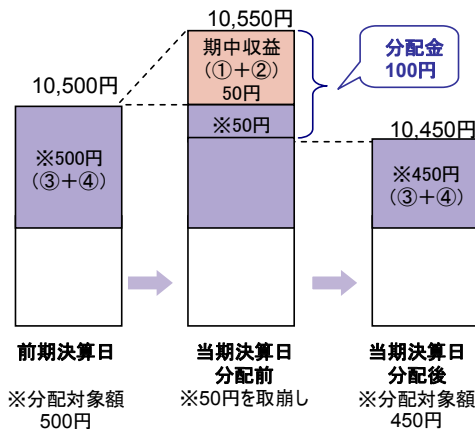 10,550円
期中収益
(①+②)
50円
分配金
100円
10,500円
※50円
10,450円
※500円
(③+④)
※450円
(③+④)
前期決算日
当期決算日
分配前
当期決算日
分配後
※分配対象額
500円
※50円を取崩し
※分配対象額
450円